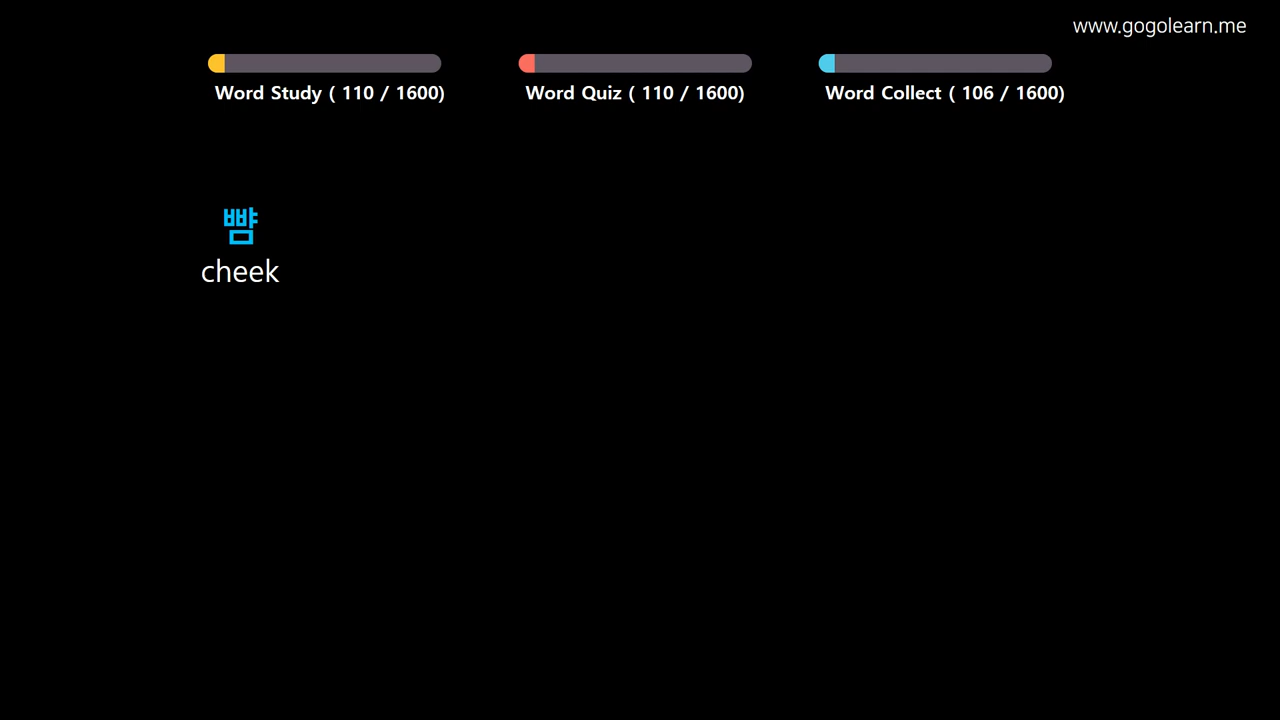 www.gogolearn.me
Word Study ( 110 / 1600)
Word Quiz ( 110 / 1600)
Word Collect ( 106 / 1600)
뺨
cheek